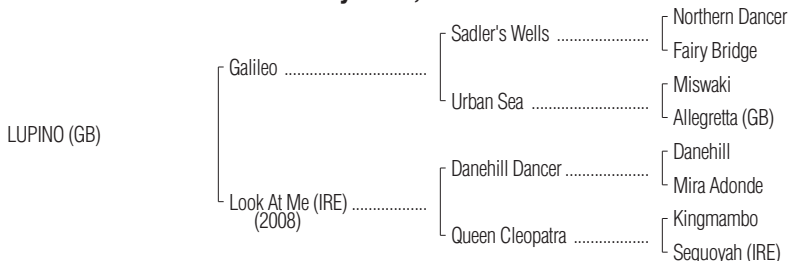 Northern Dancer
Sadler's Wells ......................
Fairy Bridge
Galileo ..................................
Miswaki
Urban Sea ............................
Allegretta (GB)
LUPINO (GB)
Danehill
Danehill Dancer ....................
Mira Adonde
Look At Me (IRE) ..................
(2008)
Kingmambo
Queen Cleopatra ..................
Sequoyah (IRE)